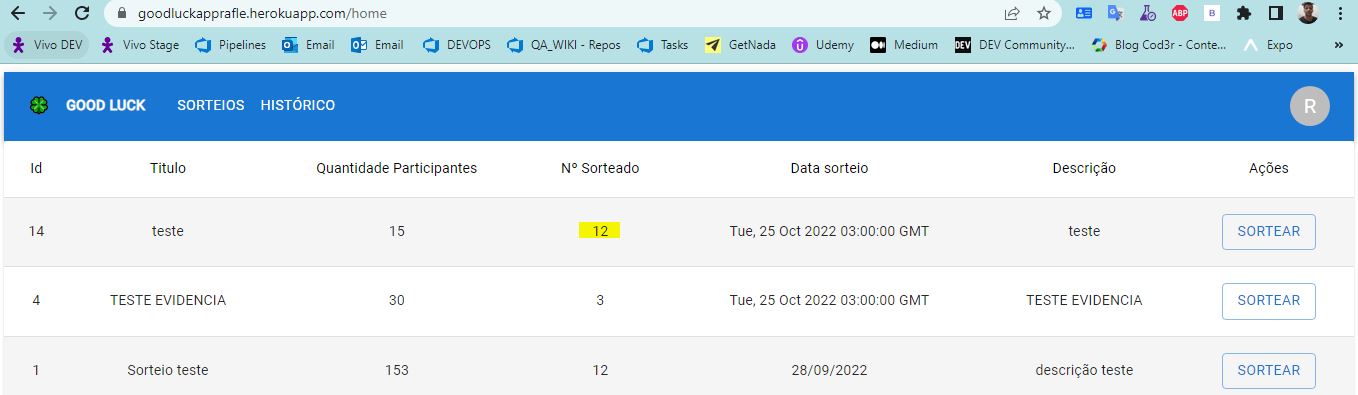 goodluckapprafle.herokuapp.com/home
ABP B
Vivo DEV Vivo Stage Pipelines Email Email DEVOPS QA_WIKI - Repos Tasks GetNada Udemy Medium DEV DEV Community... Blog Cod3r - Conte... Expo »
GOOD LUCK SORTEIOS HISTÓRICO R
Id Titulo Quantidade Participantes Nº Sorteado Data sorteio Descrição Ações
14 teste 15 12 Tue, 25 Oct 2022 03:00:00 GMT teste SORTEAR
4 TESTE EVIDENCIA 30 3 Tue, 25 Oct 2022 03:00:00 GMT TESTE EVIDENCIA SORTEAR
1 Sorteio teste 153 12 28/09/2022 descrição teste SORTEAR